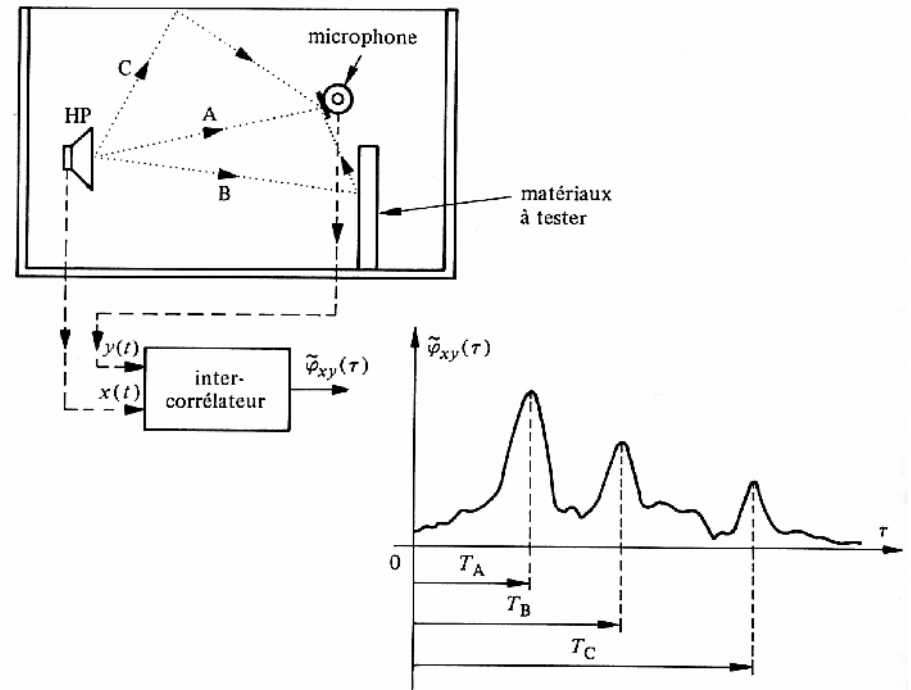 microphone
C
HP
A
B
matériaux
à tester
y(t)
x(t)
inter-
corrélateur
φ̃xy(τ)
φ̃xy(τ)
τ
0
TA
TB
TC